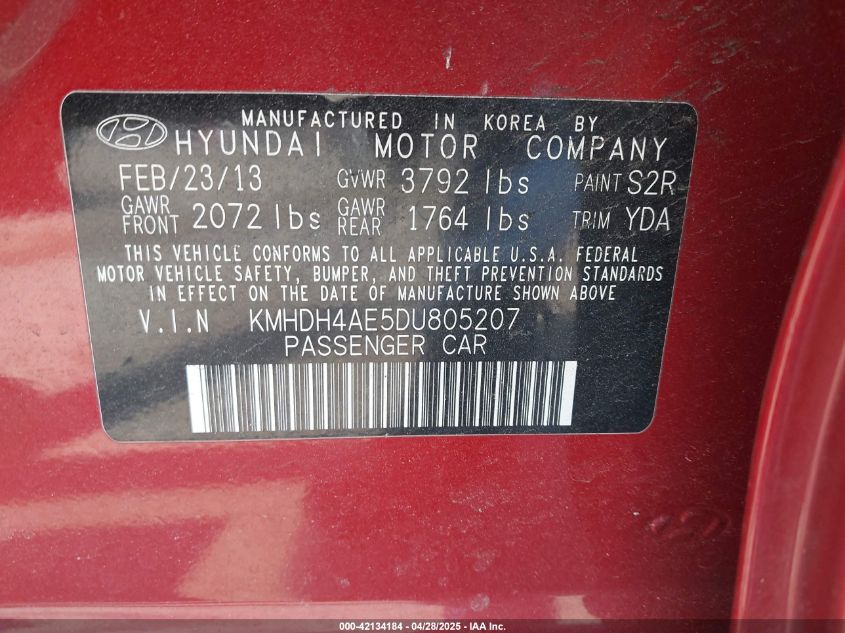 MANUFACTURED IN KOREA BY
HYUNDAI MOTOR COMPANY
FEB/23/13 GVWR 3792 lbs PAINT S2R
GAWR FRONT 2072 lbs GAWR REAR 1764 lbs TRIM YDA
THIS VEHICLE CONFORMS TO ALL APPLICABLE U.S.A. FEDERAL
MOTOR VEHICLE SAFETY, BUMPER, AND THEFT PREVENTION STANDARDS
IN EFFECT ON THE DATE OF MANUFACTURE SHOWN ABOVE
V.I.N KMHDH4AE5DU805207
PASSENGER CAR
000-42134184 - 04/28/2025 - IAA Inc.